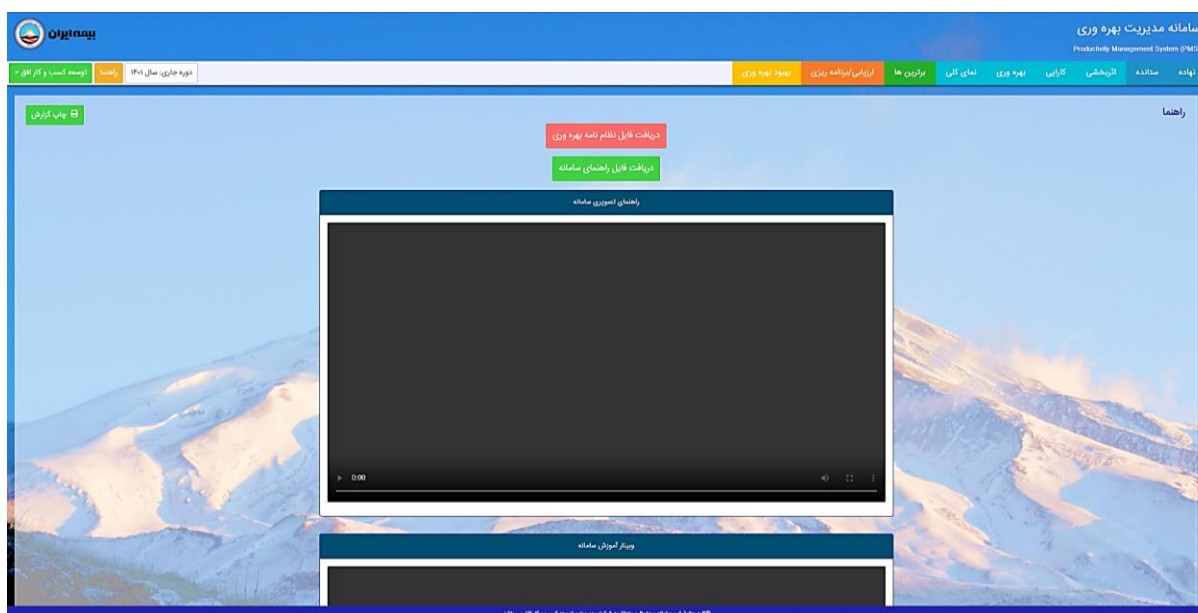 سامانه مدیریت بهره وری
بیمه ایران
Productivity Management System (PMS
نهاده ستانده اثربخشی کارایی بهره وری نمای کلی برترین ها ارزیابی/برنامه ریزی بهبود بهره وری
دوره جاری: سال ۱۴۰۱ راهنما توسعه کسب و کار افق
راهنما
چاپ گزارش
دریافت فایل نظام نامه بهره وری
دریافت فایل راهنمای سامانه
راهنمای تصویری سامانه
0:00
وبینار آموزش سامانه